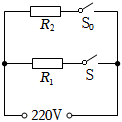 R₂ S₀
R₁ S
220V